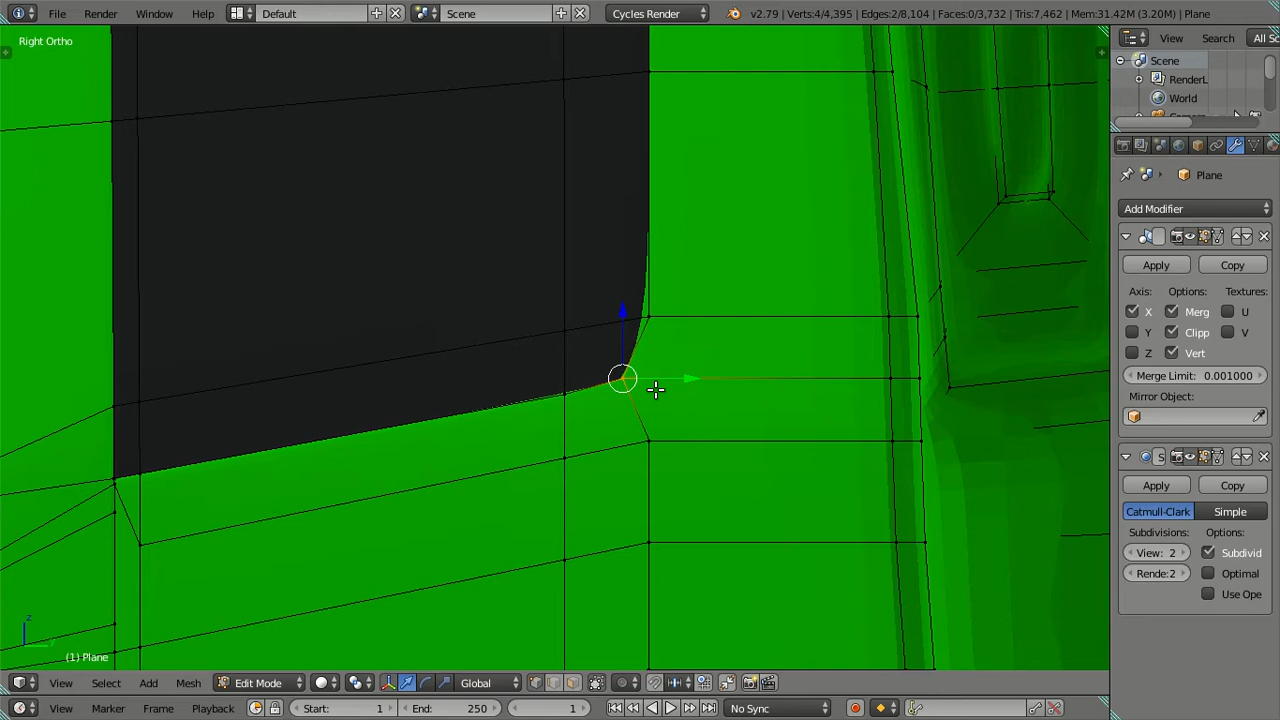 File Render Window Help Default Scene Cycles Render v2.79 | Verts:4/4,395 | Edges:2/8,104 | Faces:0/3,732 | Tris:7,462 | Mem:31.42M (3.20M) | Plane
Right Ortho
View Search All Sc
Scene
RenderL
World
Plane
Add Modifier
Apply Copy
Axis: Options: Textures:
X Merg U
Y Clipp V
Z Vert
Merge Limit: 0.001000
Mirror Object:
S
Apply Copy
Catmull-Clark Simple
Subdivisions: Options:
View: 2 Subdivid
Rende:2 Optimal
Use Ope
z
(1) Plane
View Select Add Mesh Edit Mode Global
View Marker Frame Playback Start: 1 End: 250 1 No Sync